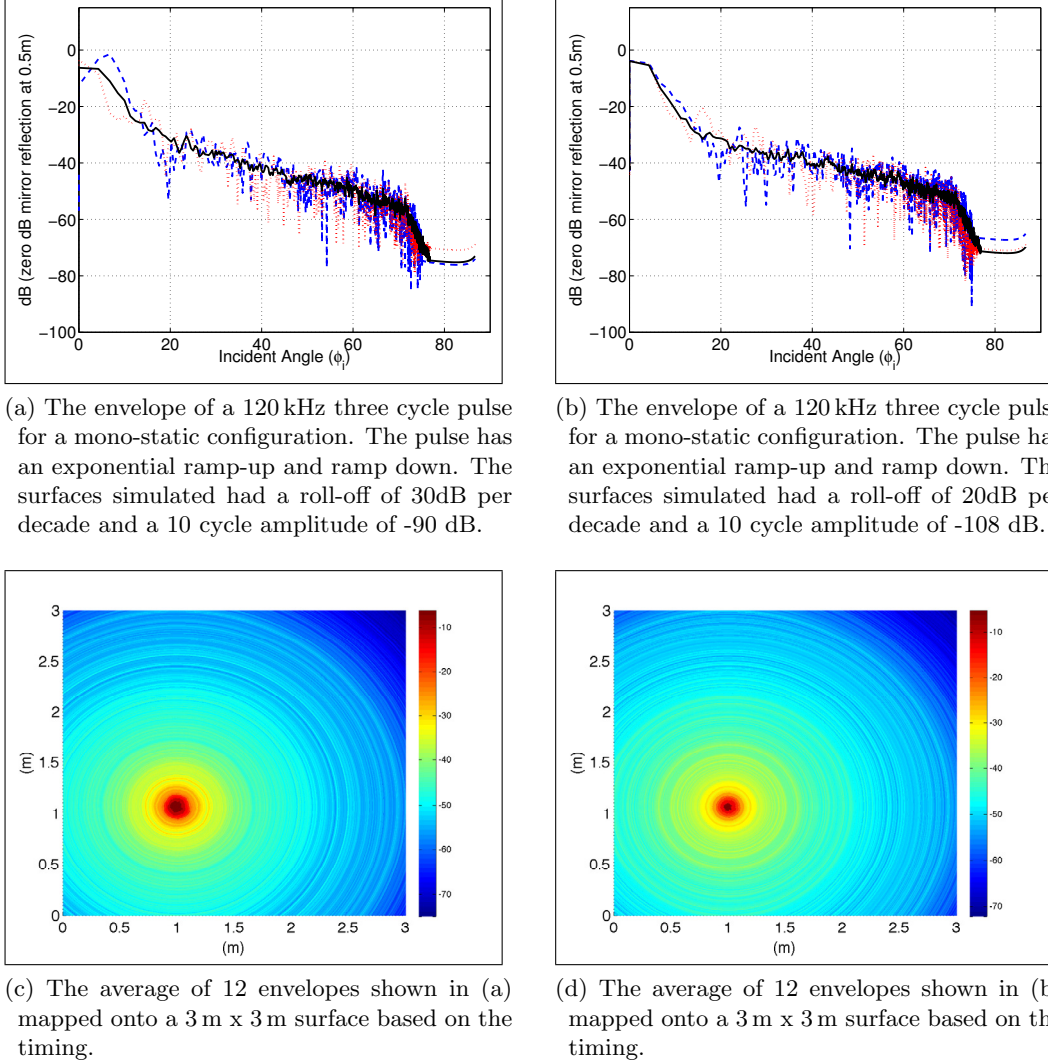 dB (zero dB mirror reflection at 0.5m)
0
−20
−40
−60
−80
−100
0 20 40 60 80
Incident Angle (ϕi)
dB (zero dB mirror reflection at 0.5m)
0
−20
−40
−60
−80
−100
0 20 40 60 80
Incident Angle (ϕi)
(a) The envelope of a 120 kHz three cycle pulse
for a mono-static configuration. The pulse has
an exponential ramp-up and ramp down. The
surfaces simulated had a roll-off of 30dB per
decade and a 10 cycle amplitude of -90 dB.
(b) The envelope of a 120 kHz three cycle puls
for a mono-static configuration. The pulse ha
an exponential ramp-up and ramp down. Th
surfaces simulated had a roll-off of 20dB pe
decade and a 10 cycle amplitude of -108 dB.
(m)
3
2.5
2
1.5
1
0.5
0
0 0.5 1 1.5 2 2.5 3
(m)
-10
-20
-30
-40
-50
-60
-70
(m)
3
2.5
2
1.5
1
0.5
0
0 0.5 1 1.5 2 2.5 3
(m)
-10
-20
-30
-40
-50
-60
-70
(c) The average of 12 envelopes shown in (a)
mapped onto a 3 m x 3 m surface based on the
timing.
(d) The average of 12 envelopes shown in (b
mapped onto a 3 m x 3 m surface based on th
timing.